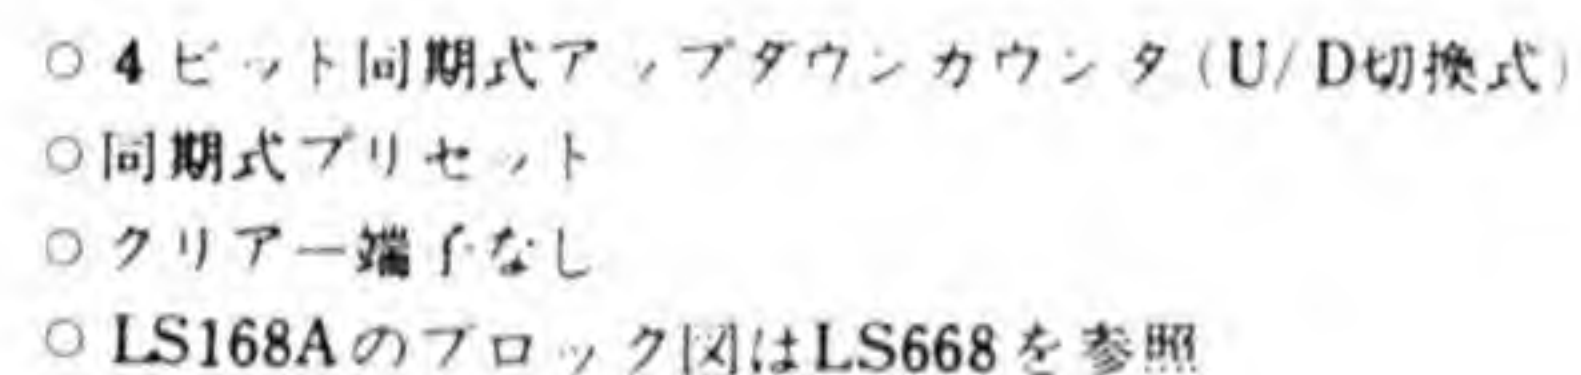 ○ 4ビット同期式アップダウンカウンタ(U/D切換式)
○ 同期式プリセット
○ クリアー端子なし
○ LS168Aのブロック図はLS668を参照